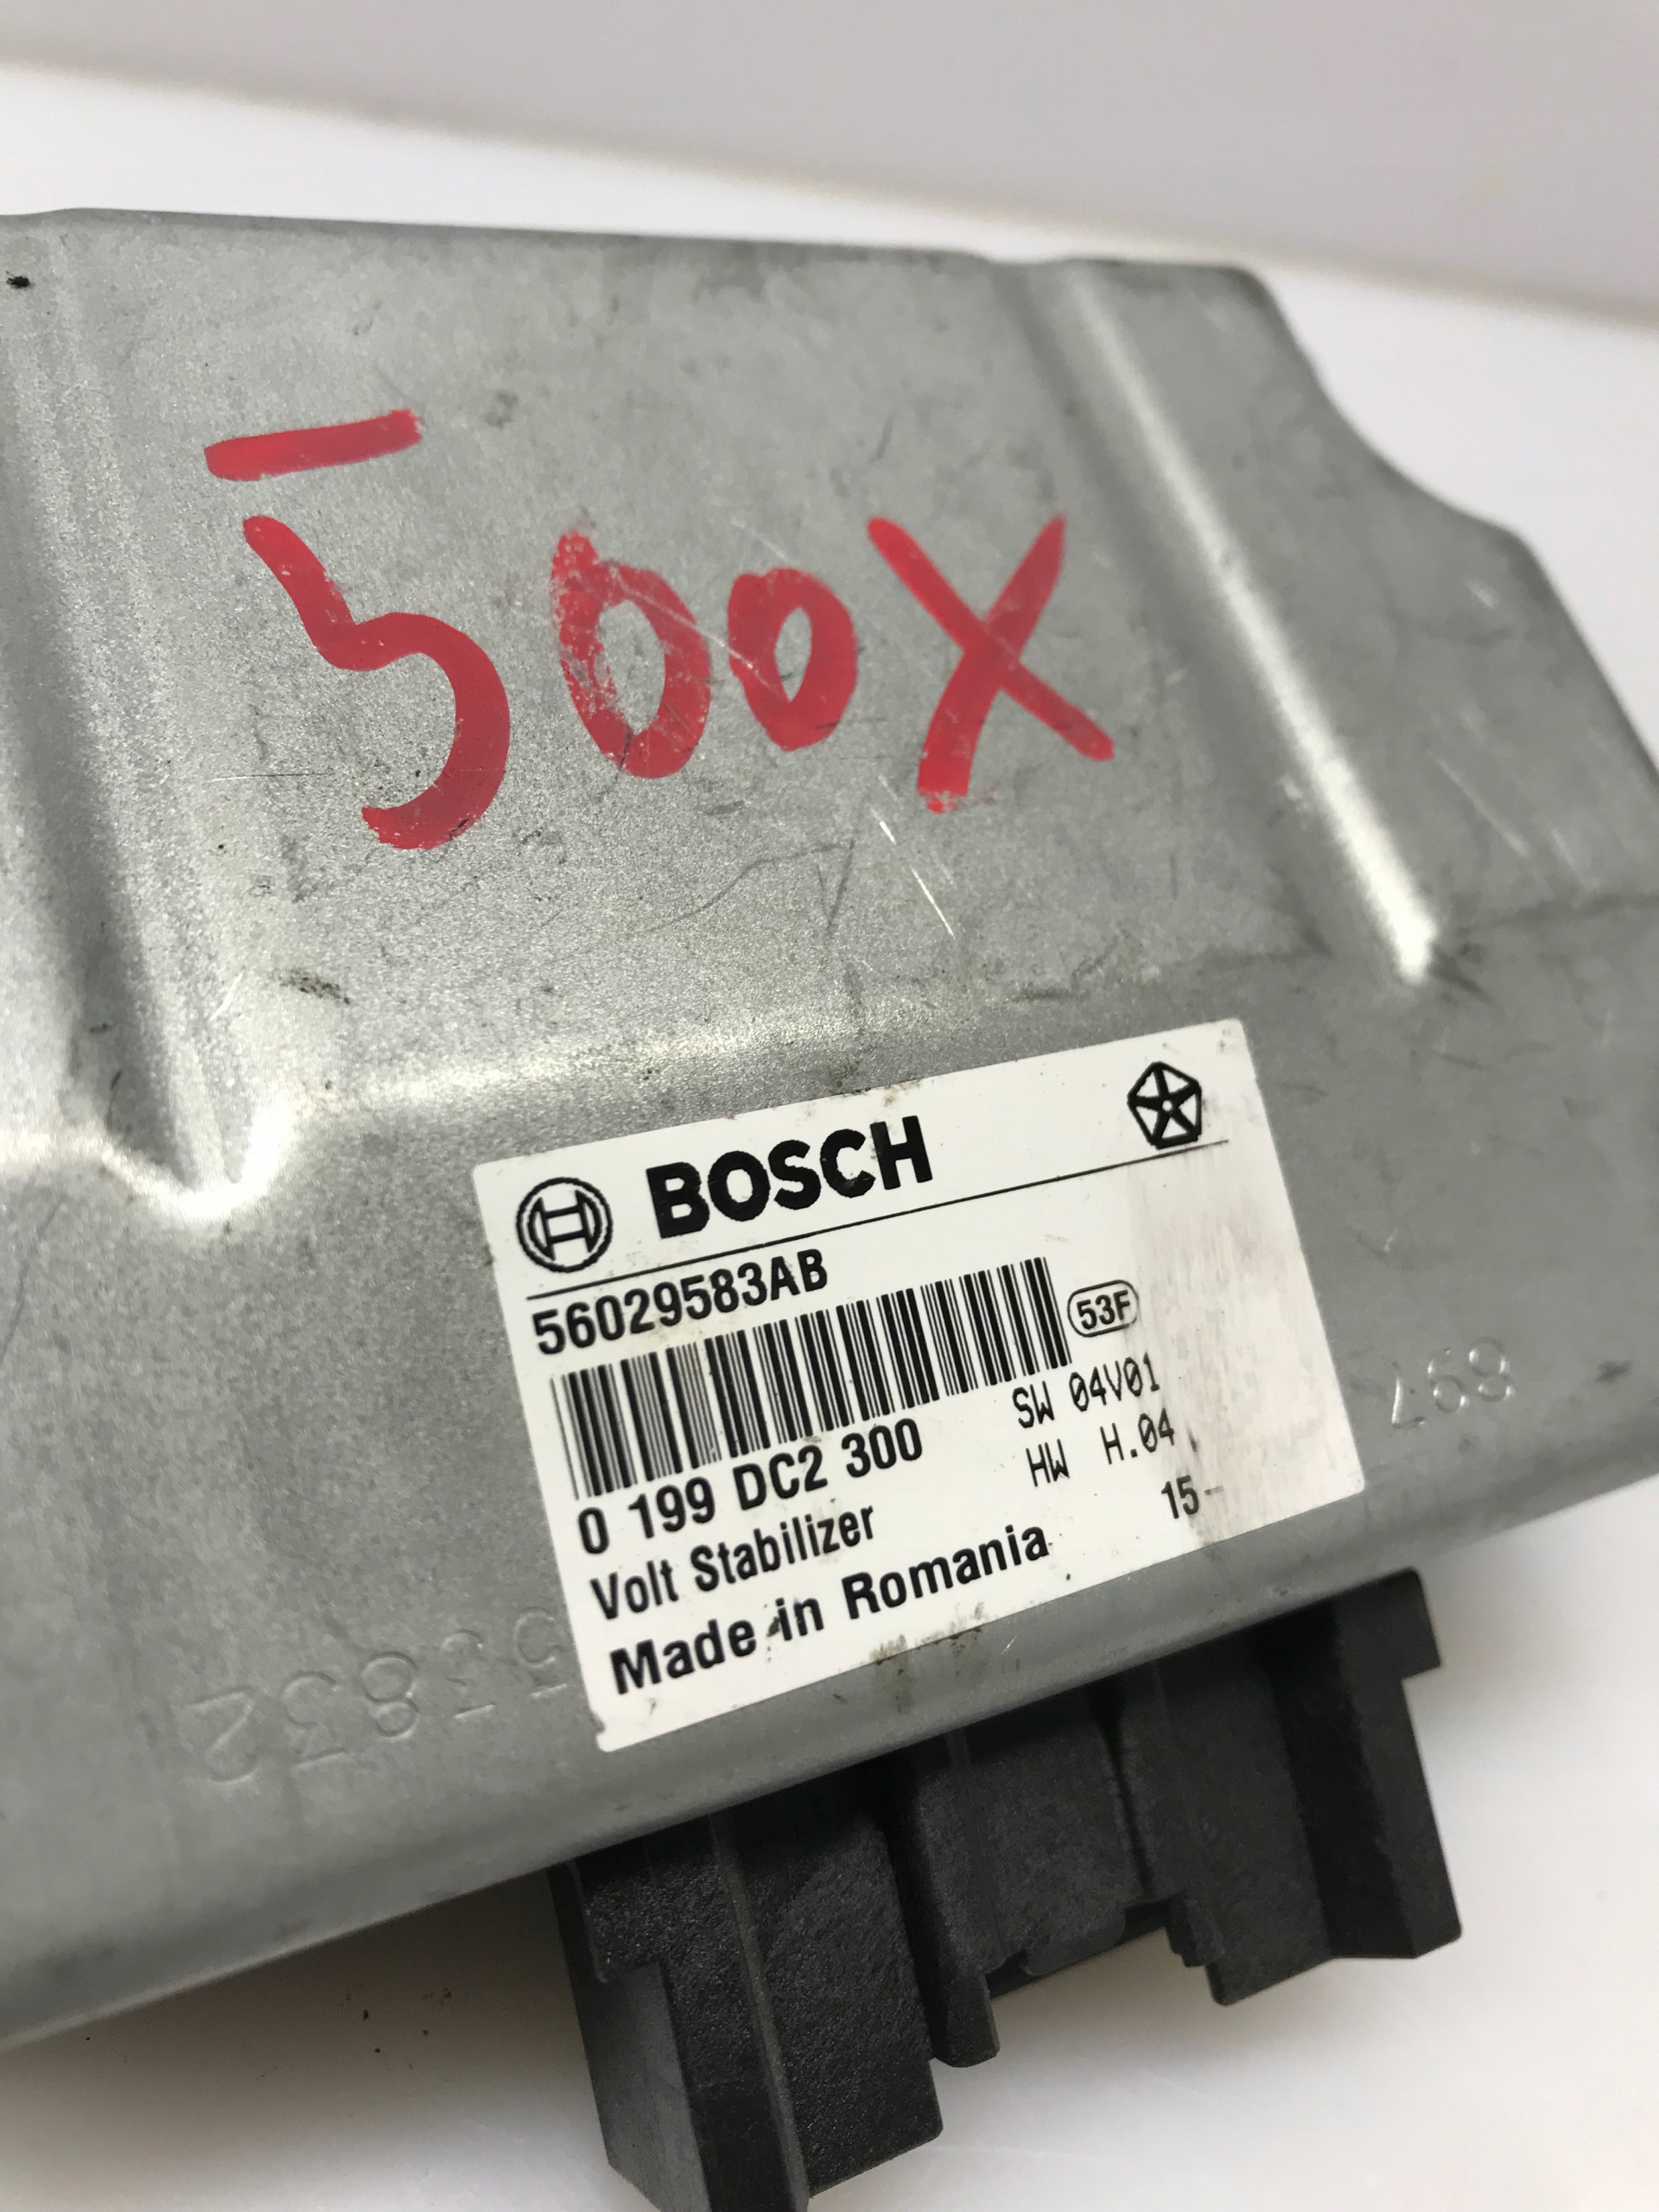 500X
BOSCH
56029583AB
53F
0 199 DC2 300
SW 04V01
HW H.04
Volt Stabilizer
15-
Made in Romania
897
53832